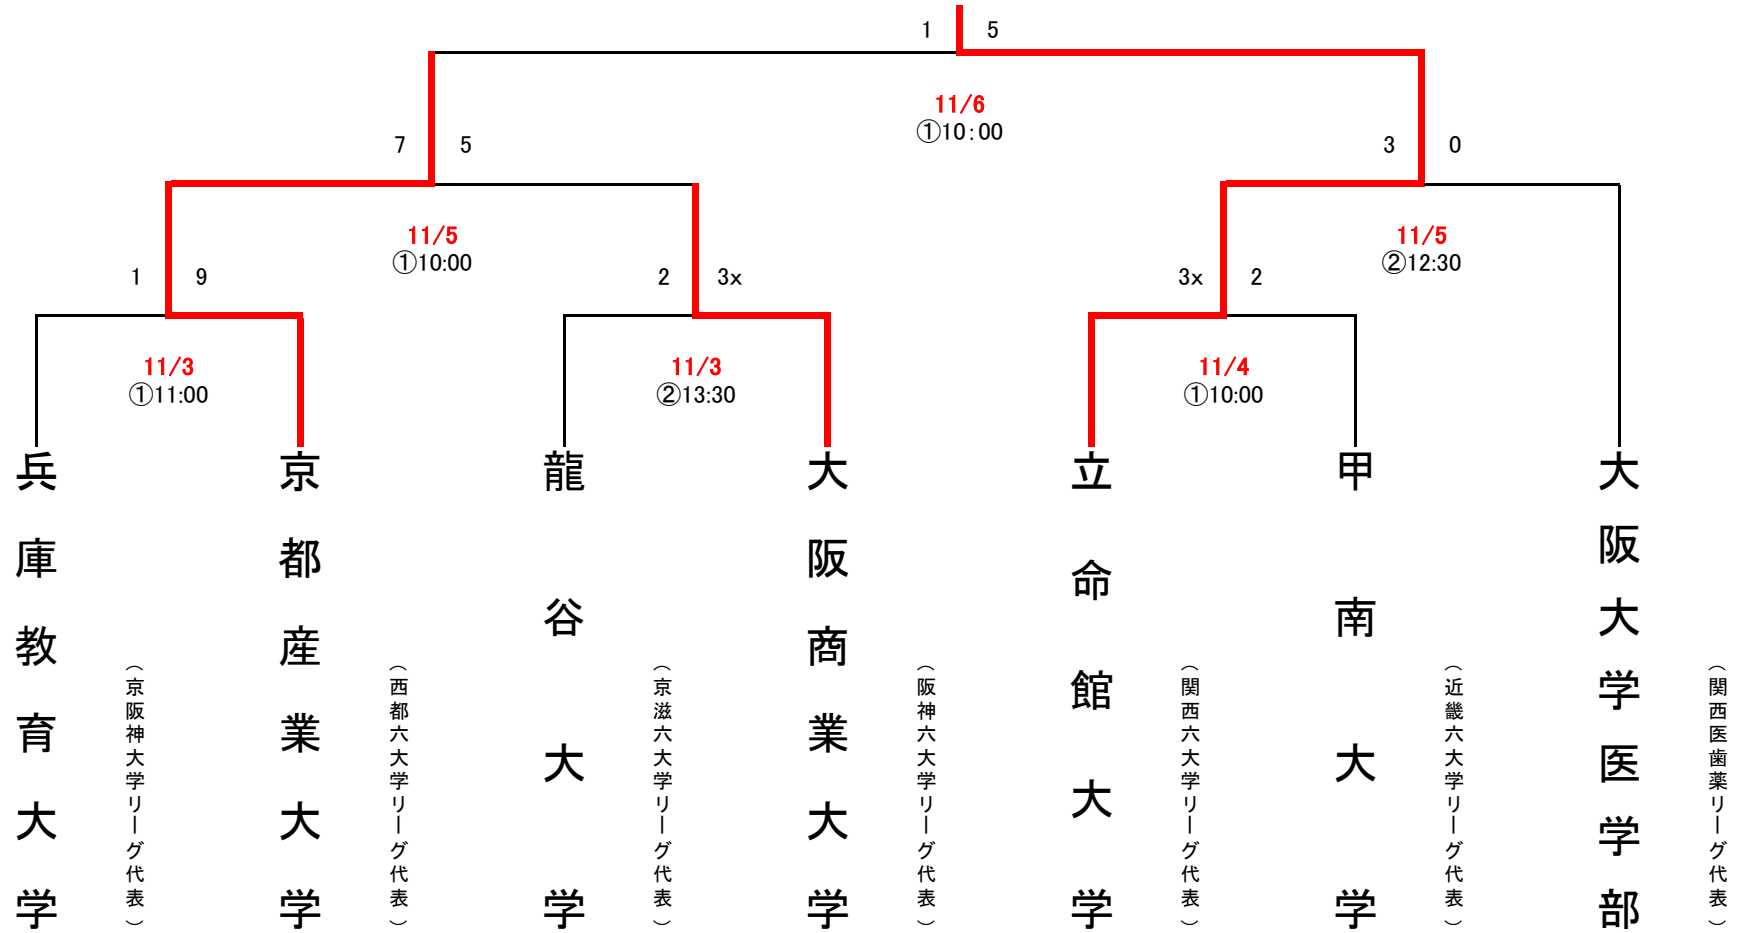 1 5
11/6
①10:00
7 5
3 0
11/5
①10:00
11/5
②12:30
1 9
2 3x
3x 2
11/3
①11:00
11/3
②13:30
11/4
①10:00
兵庫教育大学
(京阪神大学リーグ代表)
京都産業大学
(西都六大学リーグ代表)
龍谷大学
(京滋六大学リーグ代表)
大阪商業大学
(阪神六大学リーグ代表)
立命館大学
(関西六大学リーグ代表)
甲南大学
(近畿六大学リーグ代表)
大阪大学医学部
(関西医歯薬リーグ代表)